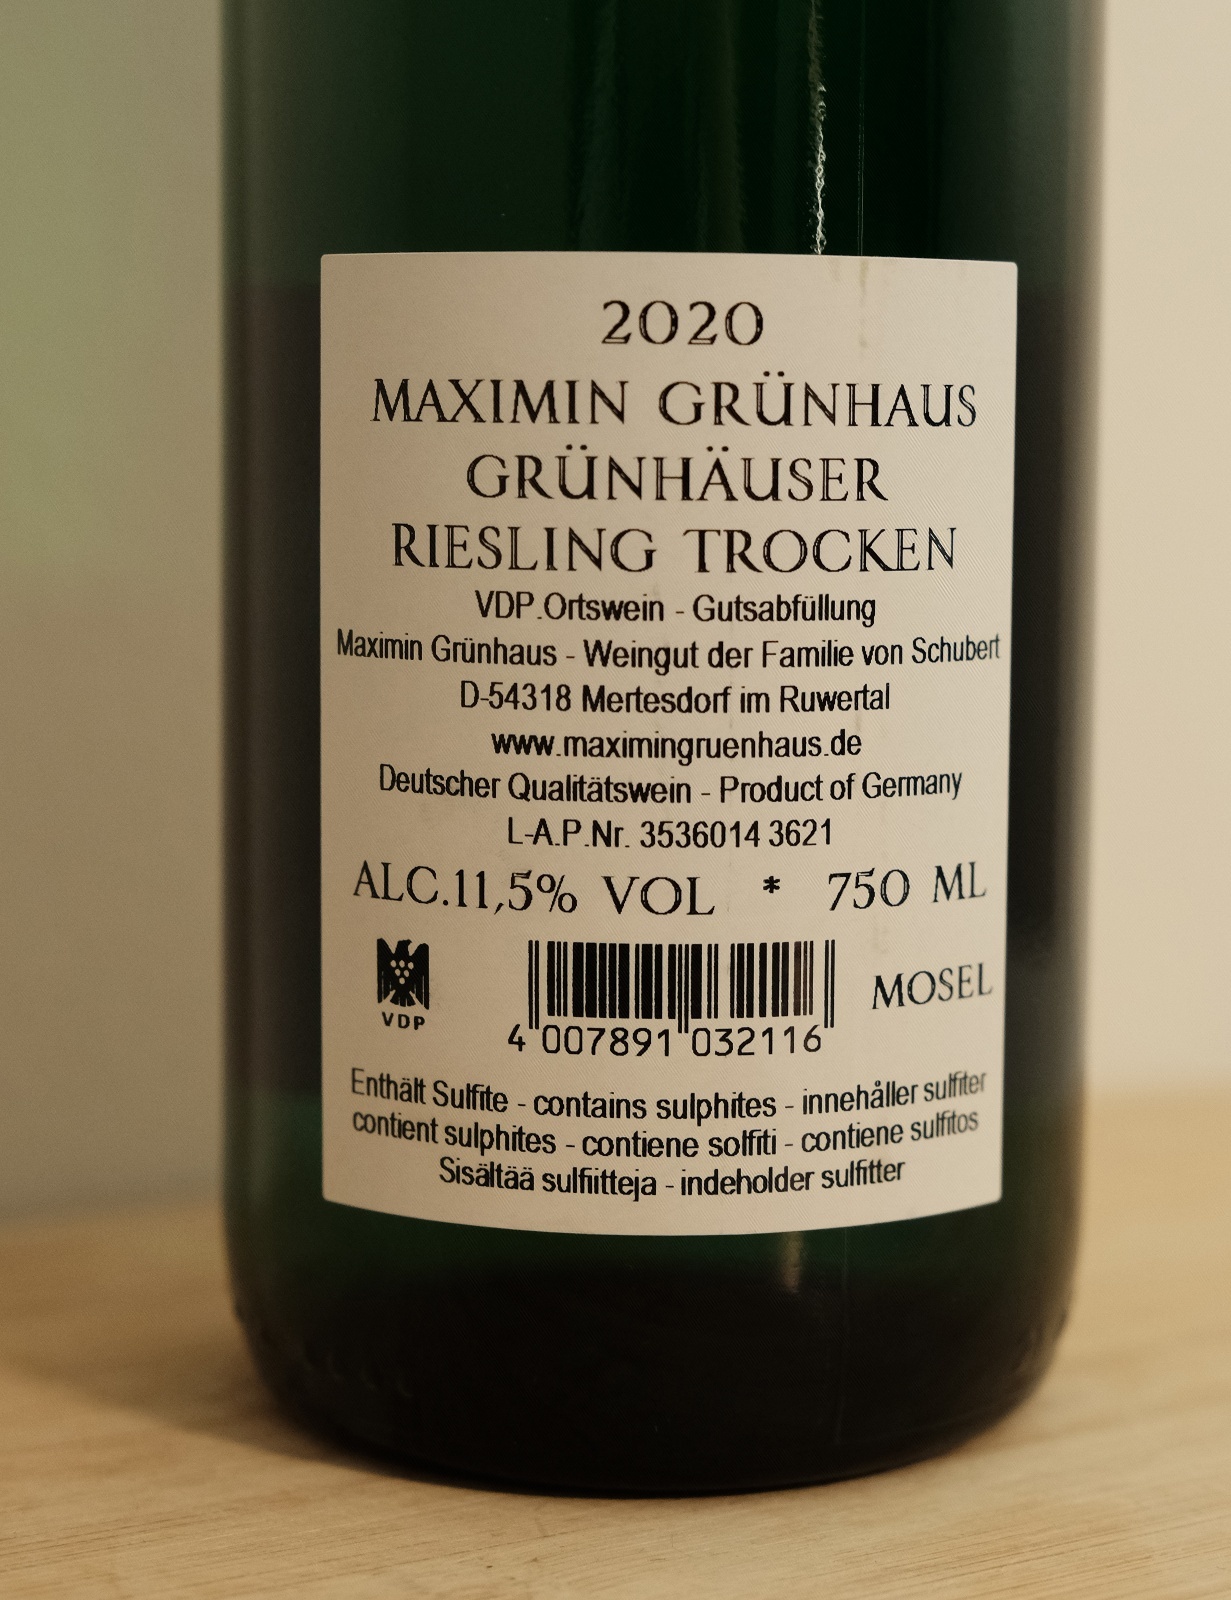 2020
MAXIMIN GRÜNHAUS
GRÜNHÄUSER
RIESLING TROCKEN
VDP.Ortswein - Gutsabfüllung
Maximin Grünhaus - Weingut der Familie von Schubert
D-54318 Mertesdorf im Ruwertal
www.maximingruenhaus.de
Deutscher Qualitätswein - Product of Germany
L-A.P.Nr. 3536014 3621
ALC.11,5% VOL * 750 ML
VDP
MOSEL
4 007891 032116
Enthält Sulfite - contains sulphites - innehåller sulfiter
contient sulphites - contiene solfiti - contiene sulfitos
Sisältää sulfiitteja - indeholder sulfitter